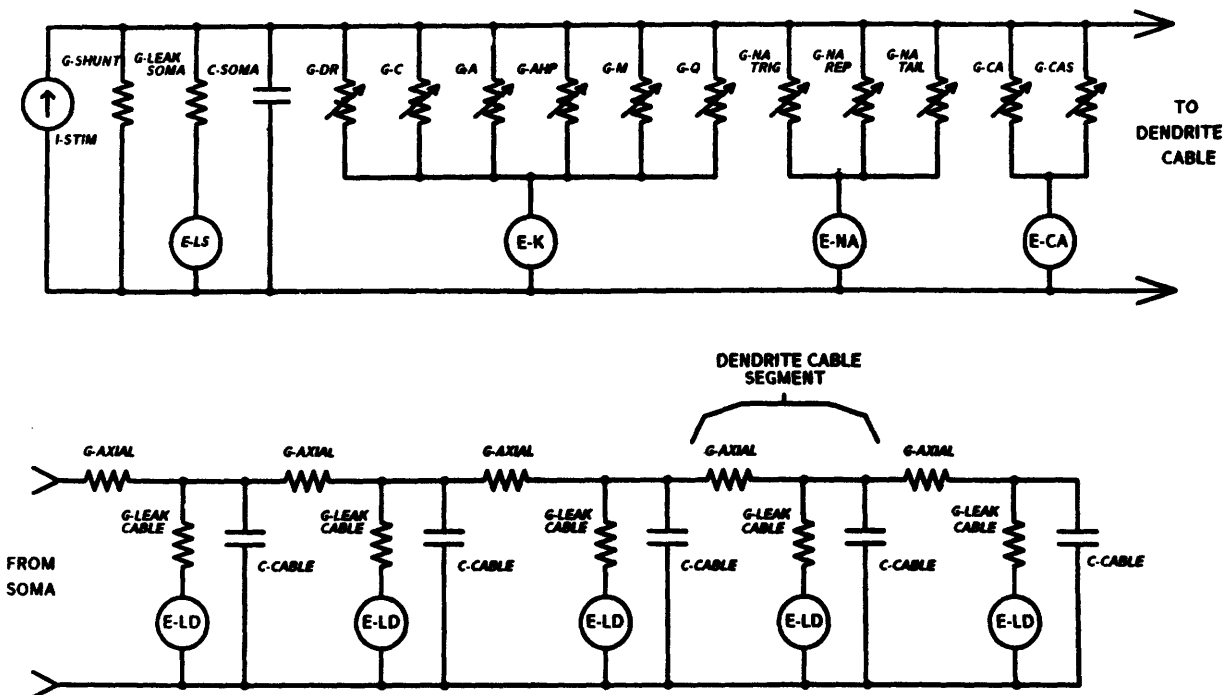 G-SHUNT
G-LEAK
SOMA
C-SOMA
G-DR
G-C
G-A
G-AHP
G-M
G-Q
G-NA
TRIG
G-NA
REP
G-NA
TAIL
G-CA
G-CAS
I-STIM
TO
DENDRITE
CABLE
E-LS
E-K
E-NA
E-CA
DENDRITE CABLE
SEGMENT
G-AXIAL
G-AXIAL
G-AXIAL
G-AXIAL
G-AXIAL
G-LEAK
CABLE
G-LEAK
CABLE
G-LEAK
CABLE
G-LEAK
CABLE
G-LEAK
CABLE
C-CABLE
C-CABLE
C-CABLE
C-CABLE
C-CABLE
FROM
SOMA
E-LD
E-LD
E-LD
E-LD
E-LD